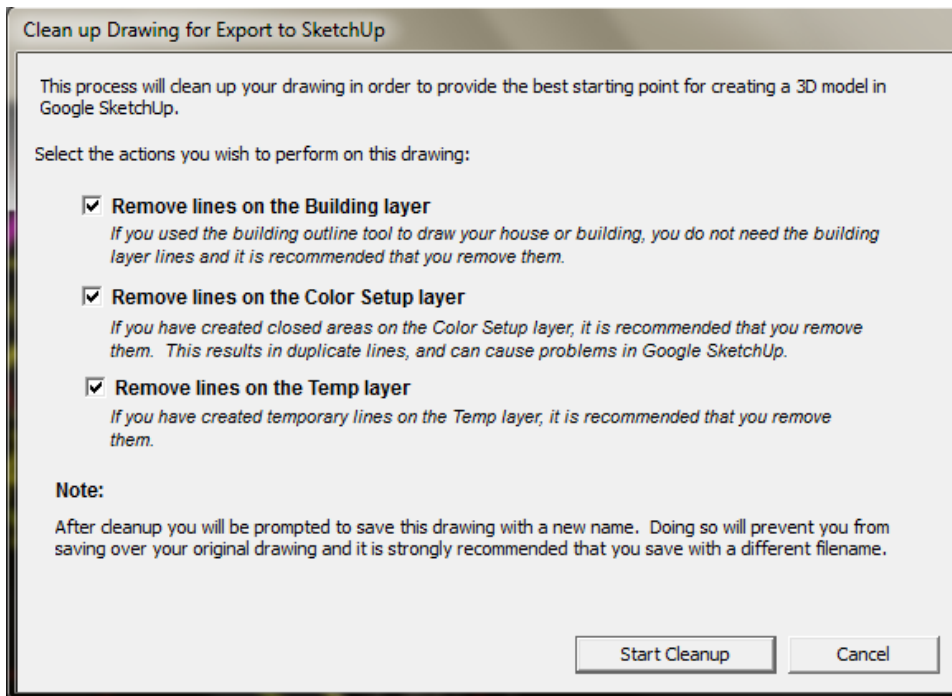 Clean up Drawing for Export to SketchUp
This process will clean up your drawing in order to provide the best starting point for creating a 3D model in
Google SketchUp.
Select the actions you wish to perform on this drawing:
Remove lines on the Building layer
If you used the building outline tool to draw your house or building, you do not need the building
layer lines and it is recommended that you remove them.
Remove lines on the Color Setup layer
If you have created closed areas on the Color Setup layer, it is recommended that you remove
them.  This results in duplicate lines, and can cause problems in Google SketchUp.
Remove lines on the Temp layer
If you have created temporary lines on the Temp layer, it is recommended that you remove
them.
Note:
After cleanup you will be prompted to save this drawing with a new name.  Doing so will prevent you from
saving over your original drawing and it is strongly recommended that you save with a different filename.
Start Cleanup
Cancel